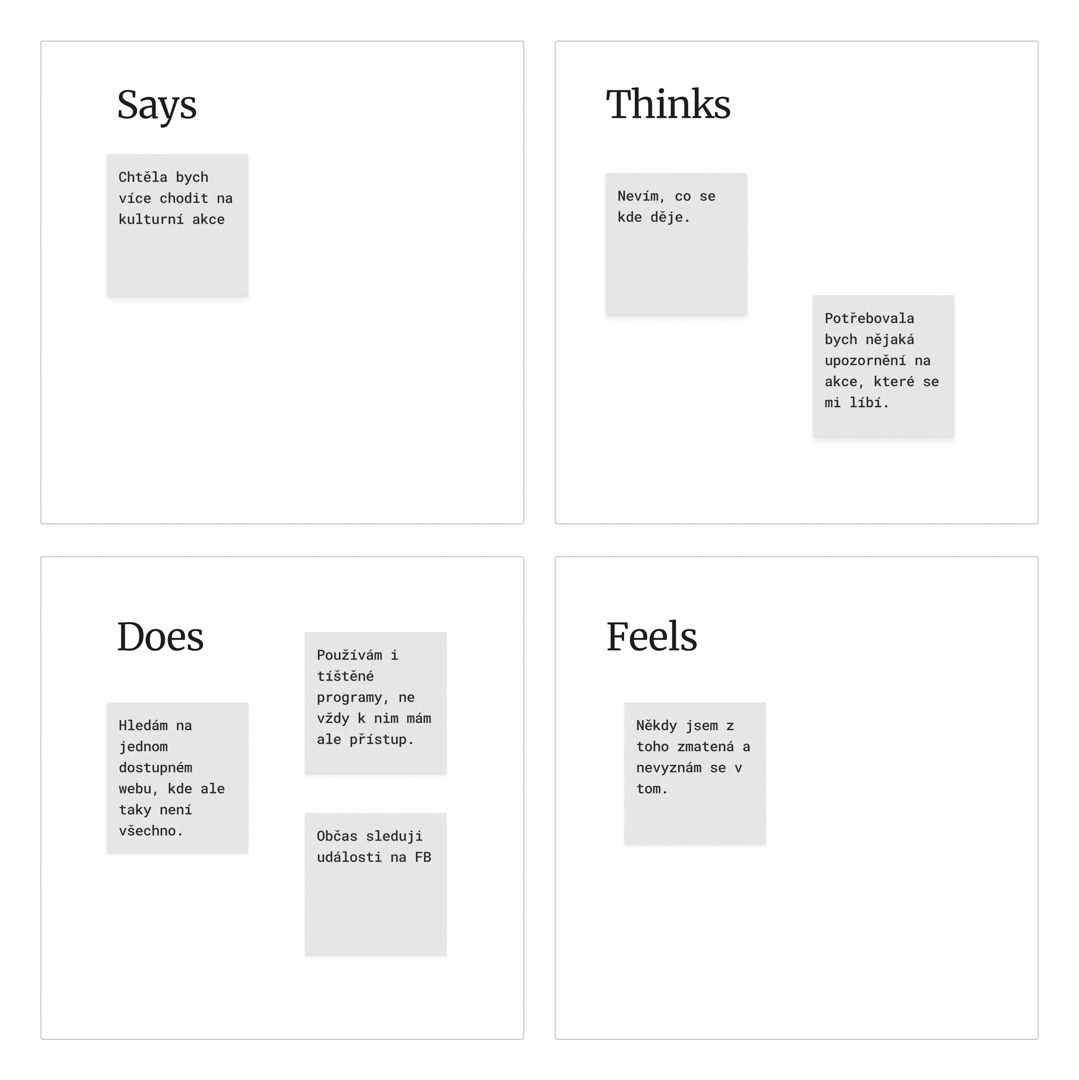 Says
Chtěla bych
více chodit na
kulturní akce
Thinks
Nevím, co se
kde děje.
Potřebovala
bych nějaká
upozornění na
akce, které se
mi líbí.
Does
Hledám na
jednom
dostupném
webu, kde ale
taky není
všechno.
Používám i
tíštěné
programy, ne
vždy k nim mám
ale přístup.
Občas sleduji
události na FB
Feels
Někdy jsem z
toho zmatená a
nevyznám se v
tom.